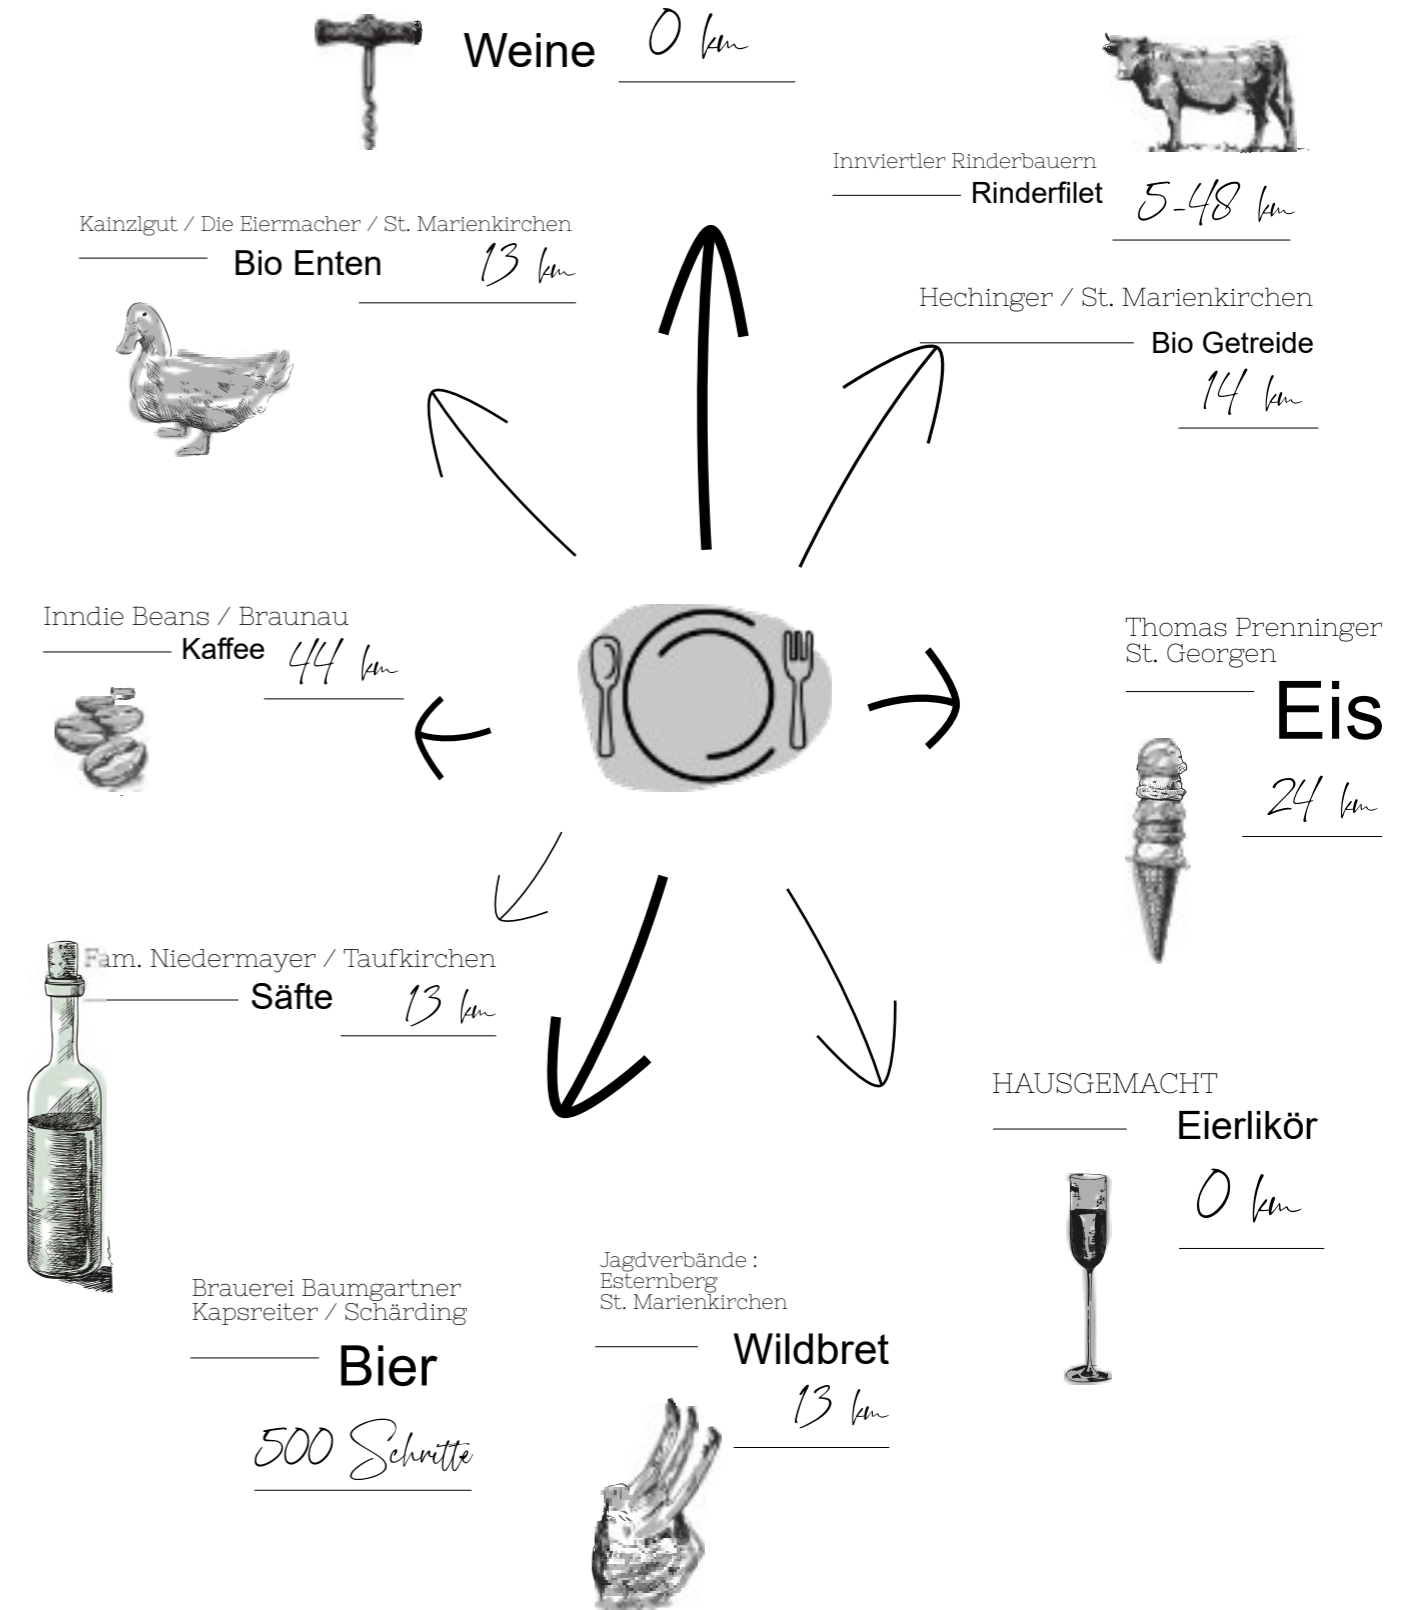 Weine 0 km
Innviertler Rinderbauern
Rinderfilet 5-48 km
Kainzlgut / Die Eiermacher / St. Marienkirchen
Bio Enten 13 km
Hechinger / St. Marienkirchen
Bio Getreide
14 km
Inndie Beans / Braunau
Kaffee 44 km
Thomas Prenninger
St. Georgen
Eis
24 km
Fam. Niedermayer / Taufkirchen
Säfte 13 km
HAUSGEMACHT
Eierlikör
0 km
Brauerei Baumgartner
Kapsreiter / Schärding
Bier
500 Schritte
Jagdverbände :
Esternberg
St. Marienkirchen
Wildbret
13 km